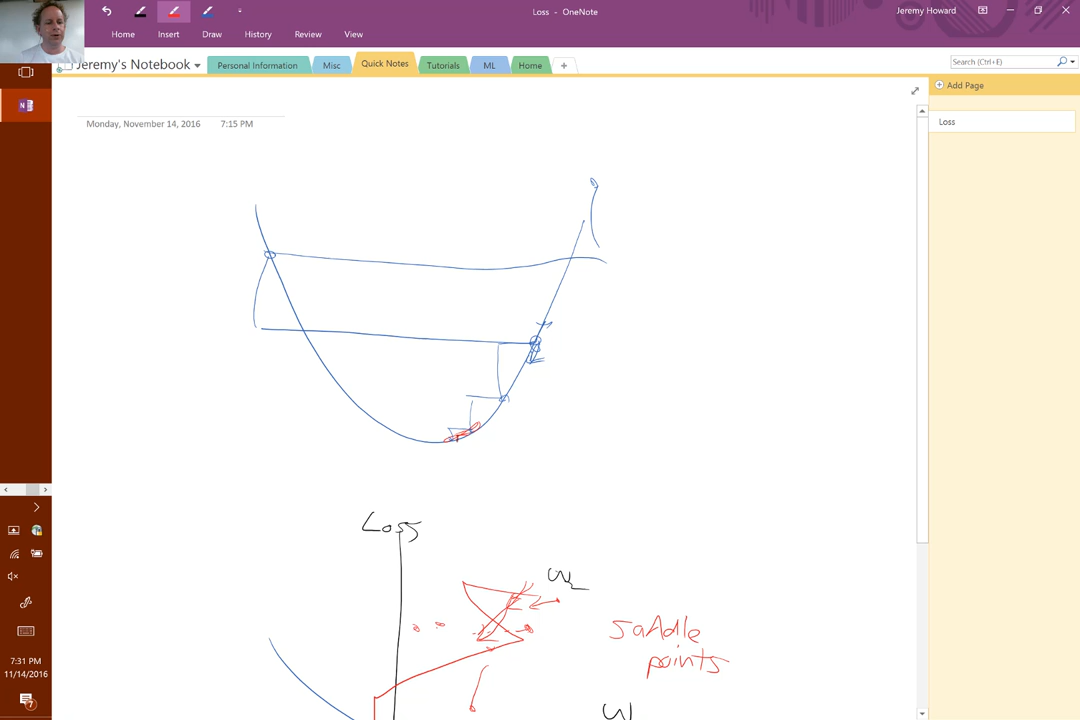 Loss - OneNote
Jeremy Howard
Home Insert Draw History Review View
Jeremy's Notebook Personal Information Misc Quick Notes Tutorials ML Home
Search (Ctrl+E)
Add Page
Monday, November 14, 2016 7:15 PM
Loss
Loss
saddle
points
W
7:31 PM
11/14/2016
7